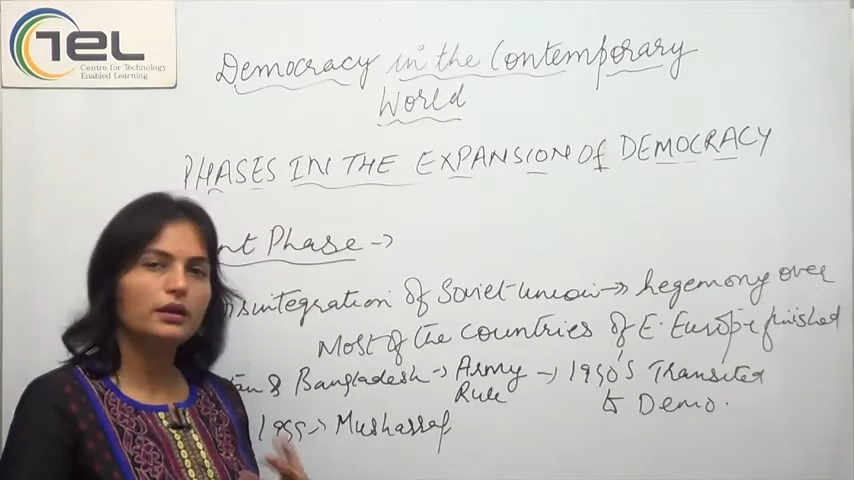 TEL
Centre for Technology
Enabled Learning.
Democracy in the Contemporary
World
PHASES IN THE EXPANSION Of DEMOCRACY
nt Phase →
sintegration of Soviet-Union → hegemony over
Most of the countries of E. Europe finished
& Bangladesh → Army → 1990's Transited
Rule to Demo.
1999 → Musharraf